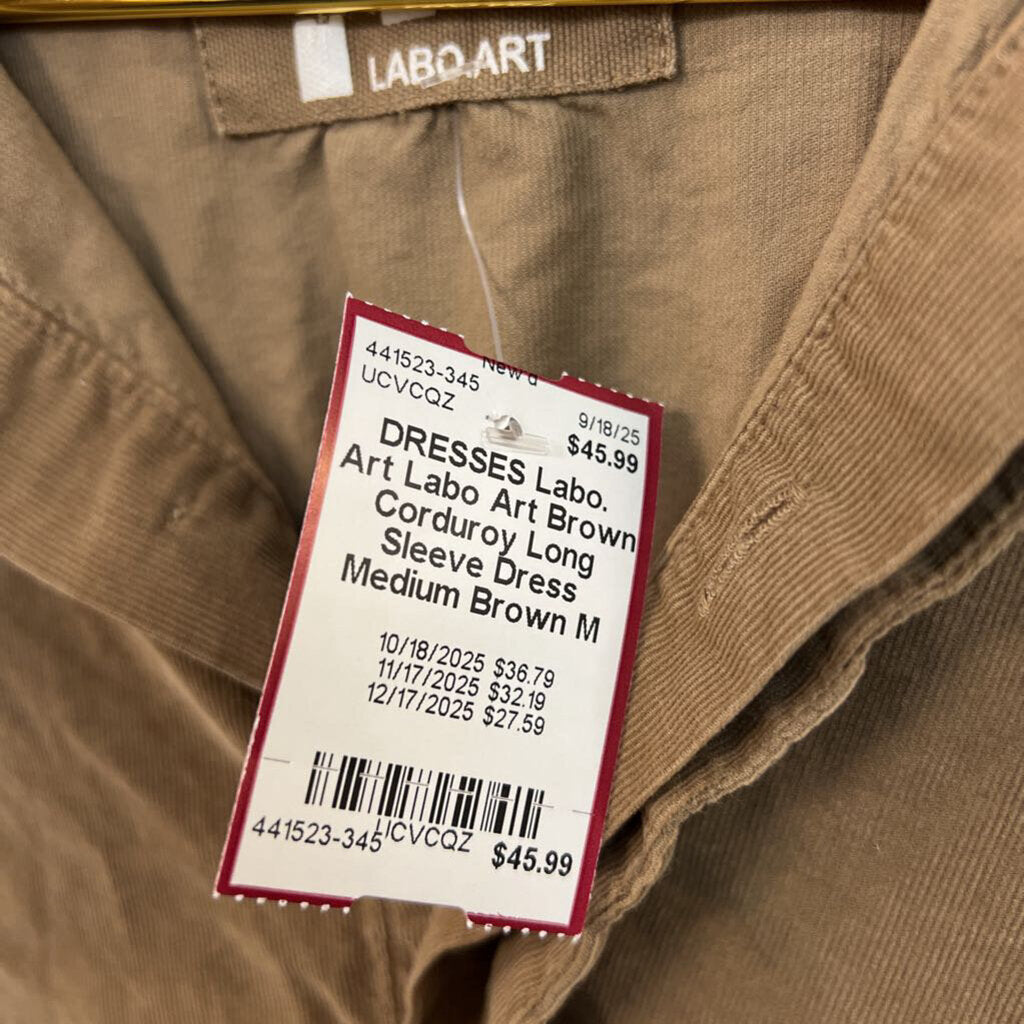 LABO.ART
441523-345
UCVCQZ
New
9/18/25
$45.99
DRESSES Labo.
Art Labo Art Brown
Corduroy Long
Sleeve Dress
Medium Brown M
10/18/2025 $36.79
11/17/2025 $32.19
12/17/2025 $27.59
441523-345 UCVCQZ $45.99